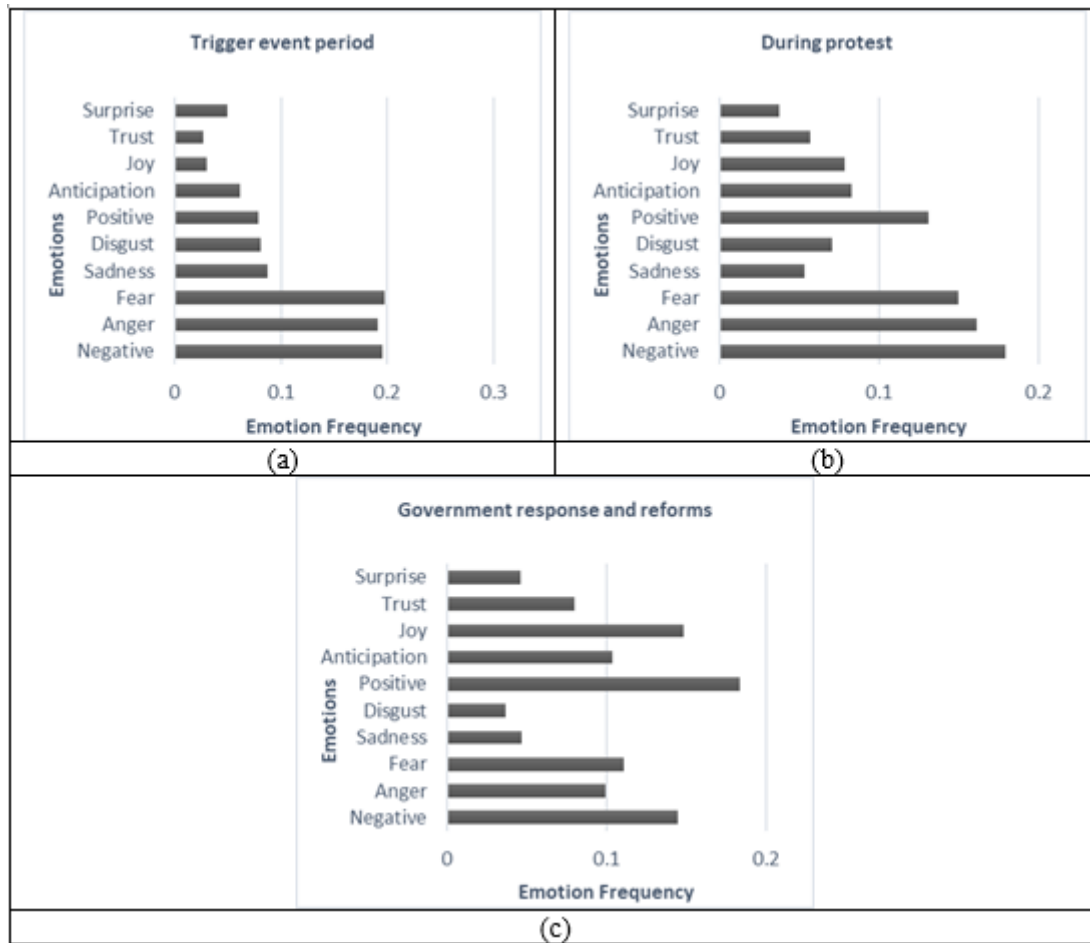 Trigger event period
Surprise
Trust
Joy
Anticipation
Positive
Disgust
Sadness
Fear
Anger
Negative
Emotions
0 0.1 0.2 0.3
Emotion Frequency
(a)
During protest
Surprise
Trust
Joy
Anticipation
Positive
Disgust
Sadness
Fear
Anger
Negative
Emotions
0 0.1 0.2
Emotion Frequency
(b)
Government response and reforms
Surprise
Trust
Joy
Anticipation
Positive
Disgust
Sadness
Fear
Anger
Negative
Emotions
0 0.1 0.2
Emotion Frequency
(c)